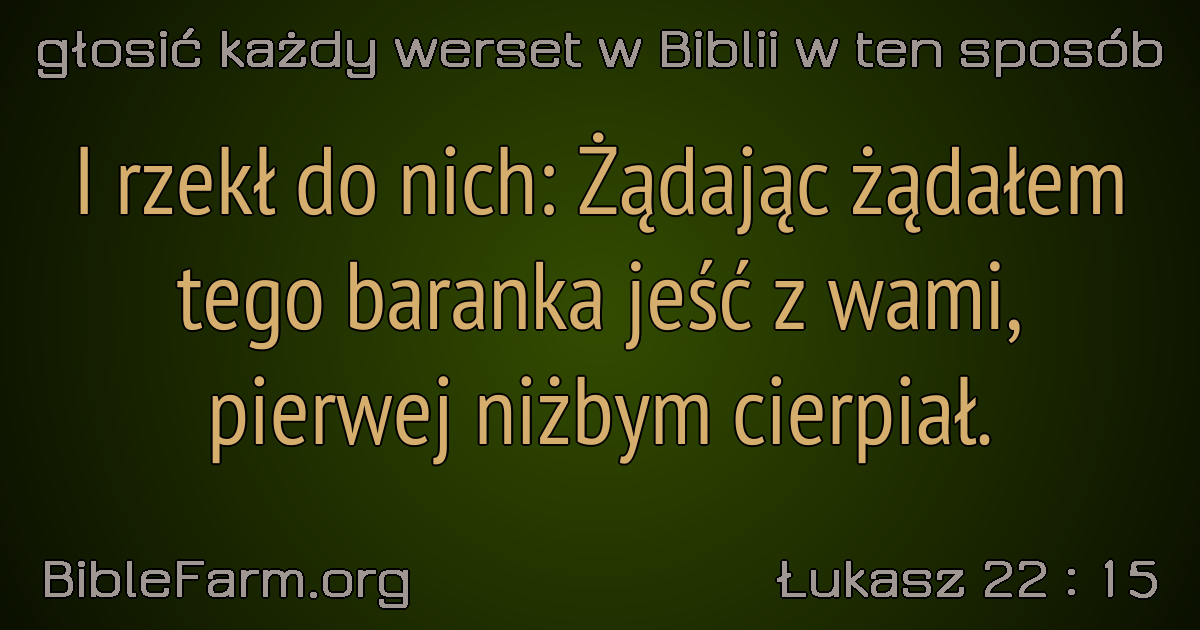 głosić każdy werset w Biblii w ten sposób
I rzekł do nich: Żądając żądałem
tego baranka jeść z wami,
pierwej niżbym cierpiał.
BibleFarm.org
Łukasz 22 : 15